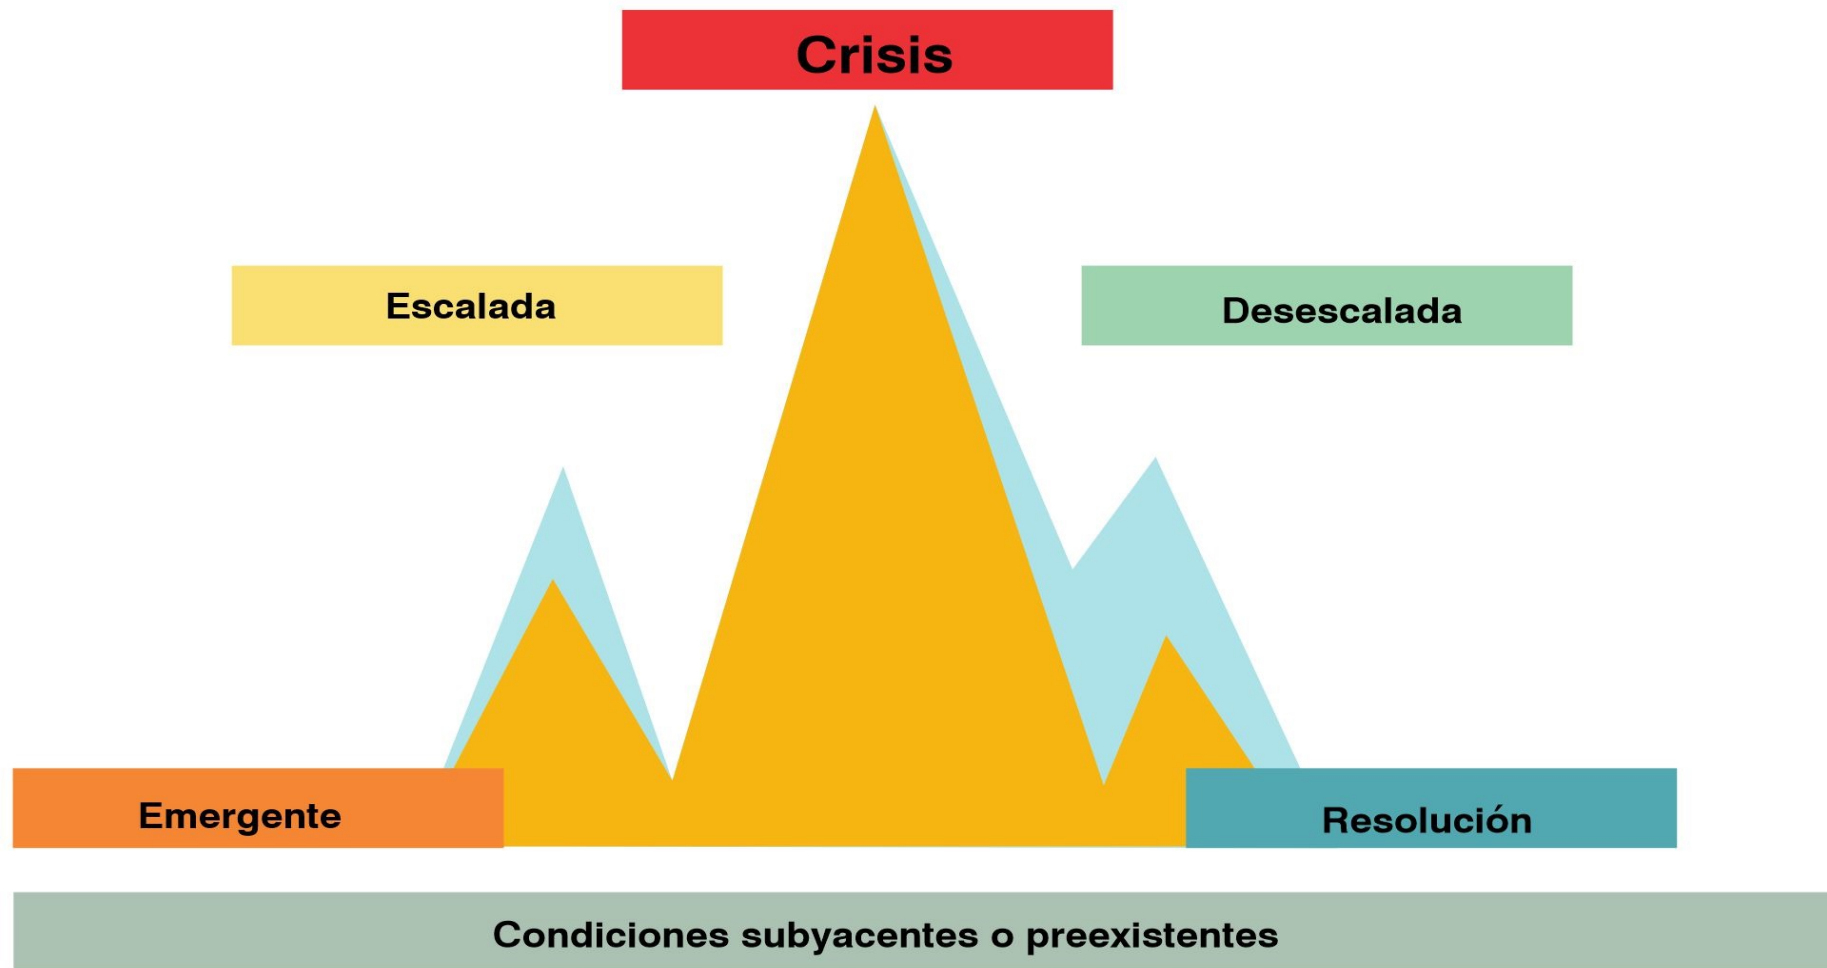 Crisis
Escalada
Desescalada
Emergente
Resolución
Condiciones subyacentes o preexistentes